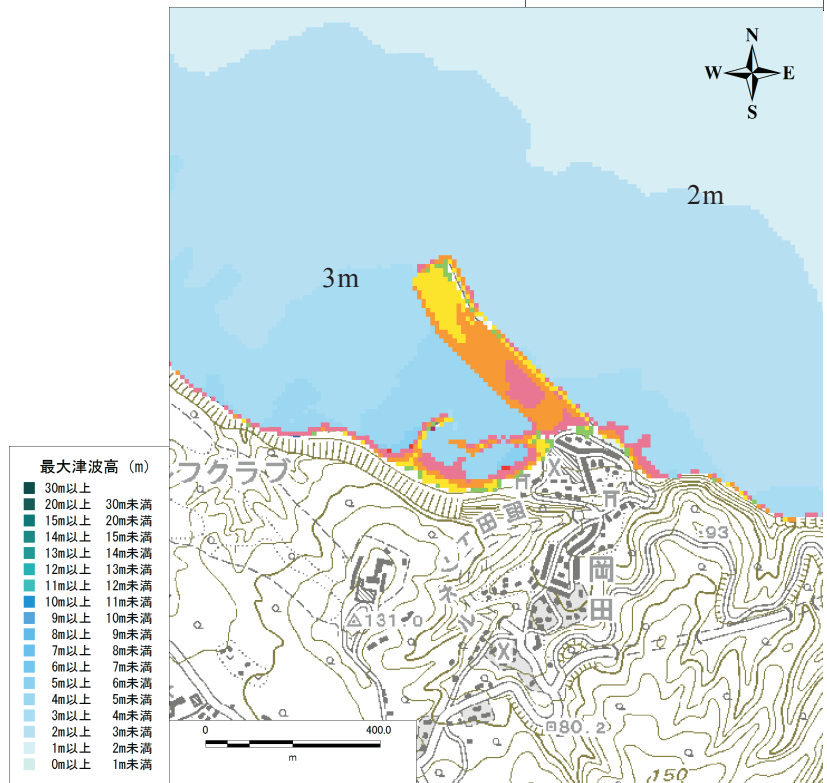 N
W E
S
2m
3m
最大津波高 (m)
30m以上
20m以上 30m未満
15m以上 20m未満
14m以上 15m未満
13m以上 14m未満
12m以上 13m未満
11m以上 12m未満
10m以上 11m未満
9m以上 10m未満
8m以上 9m未満
7m以上 8m未満
6m以上 7m未満
5m以上 6m未満
4m以上 5m未満
3m以上 4m未満
2m以上 3m未満
1m以上 2m未満
0m以上 1m未満
フクラブ
岡田
93
131.0
80.2
150
0 400.0
m